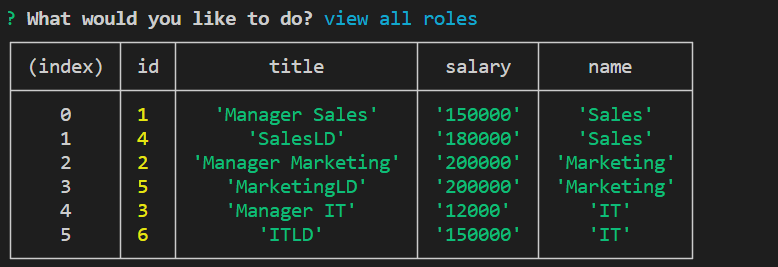 ? What would you like to do? view all roles
(index) id title salary name
0 1 'Manager Sales' '150000' 'Sales'
1 4 'SalesLD' '180000' 'Sales'
2 2 'Manager Marketing' '200000' 'Marketing'
3 5 'MarketingLD' '200000' 'Marketing'
4 3 'Manager IT' '12000' 'IT'
5 6 'ITLD' '150000' 'IT'